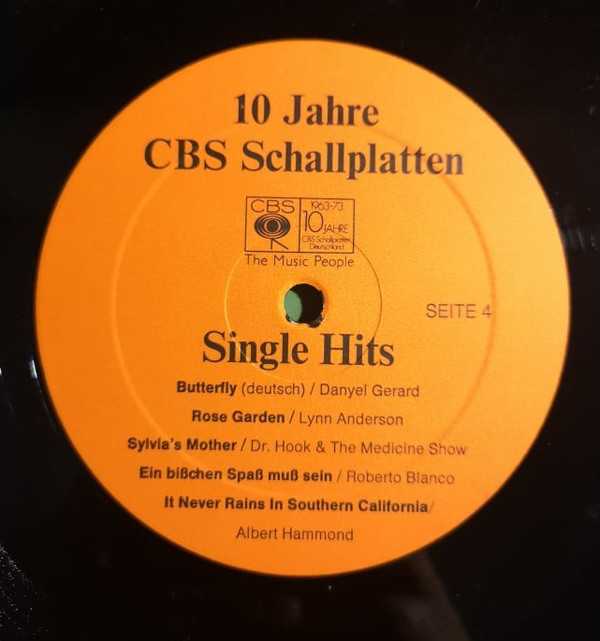 10 Jahre
CBS Schallplatten
CBS
1963-73
10 JAHRE
CBS Schallplatten
Deutschland
The Music People
SEITE 4
Single Hits
Butterfly (deutsch) / Danyel Gerard
Rose Garden / Lynn Anderson
Sylvia's Mother / Dr. Hook & The Medicine Show
Ein bißchen Spaß muß sein / Roberto Blanco
It Never Rains In Southern California/
Albert Hammond